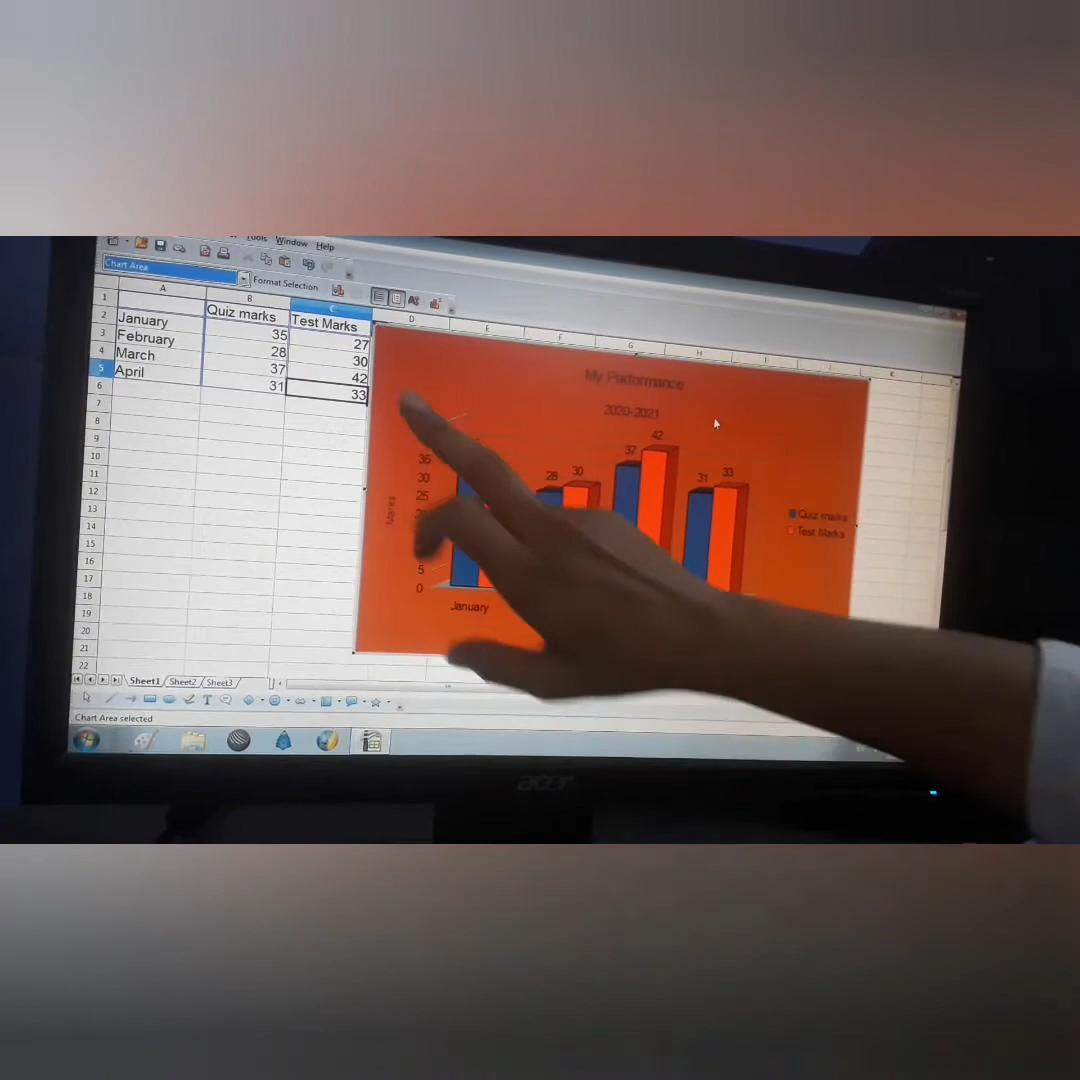 Tools Window Help
Chart Area
Format Selection
A B C D E F G H
1 Quiz marks Test Marks
2 January 35 27
3 February 28 30
4 March 37 42
5 April 31 33
6
7
8
9
10
11
12
13
14
15
16
17
18
19
20
21
22
My Performance
2020-2021
42
37
31 33
28 30
35
30
25
5
0
Marks
January
Quiz marks
Test Marks
Sheet1 Sheet2 Sheet3
Chart Area selected
acer